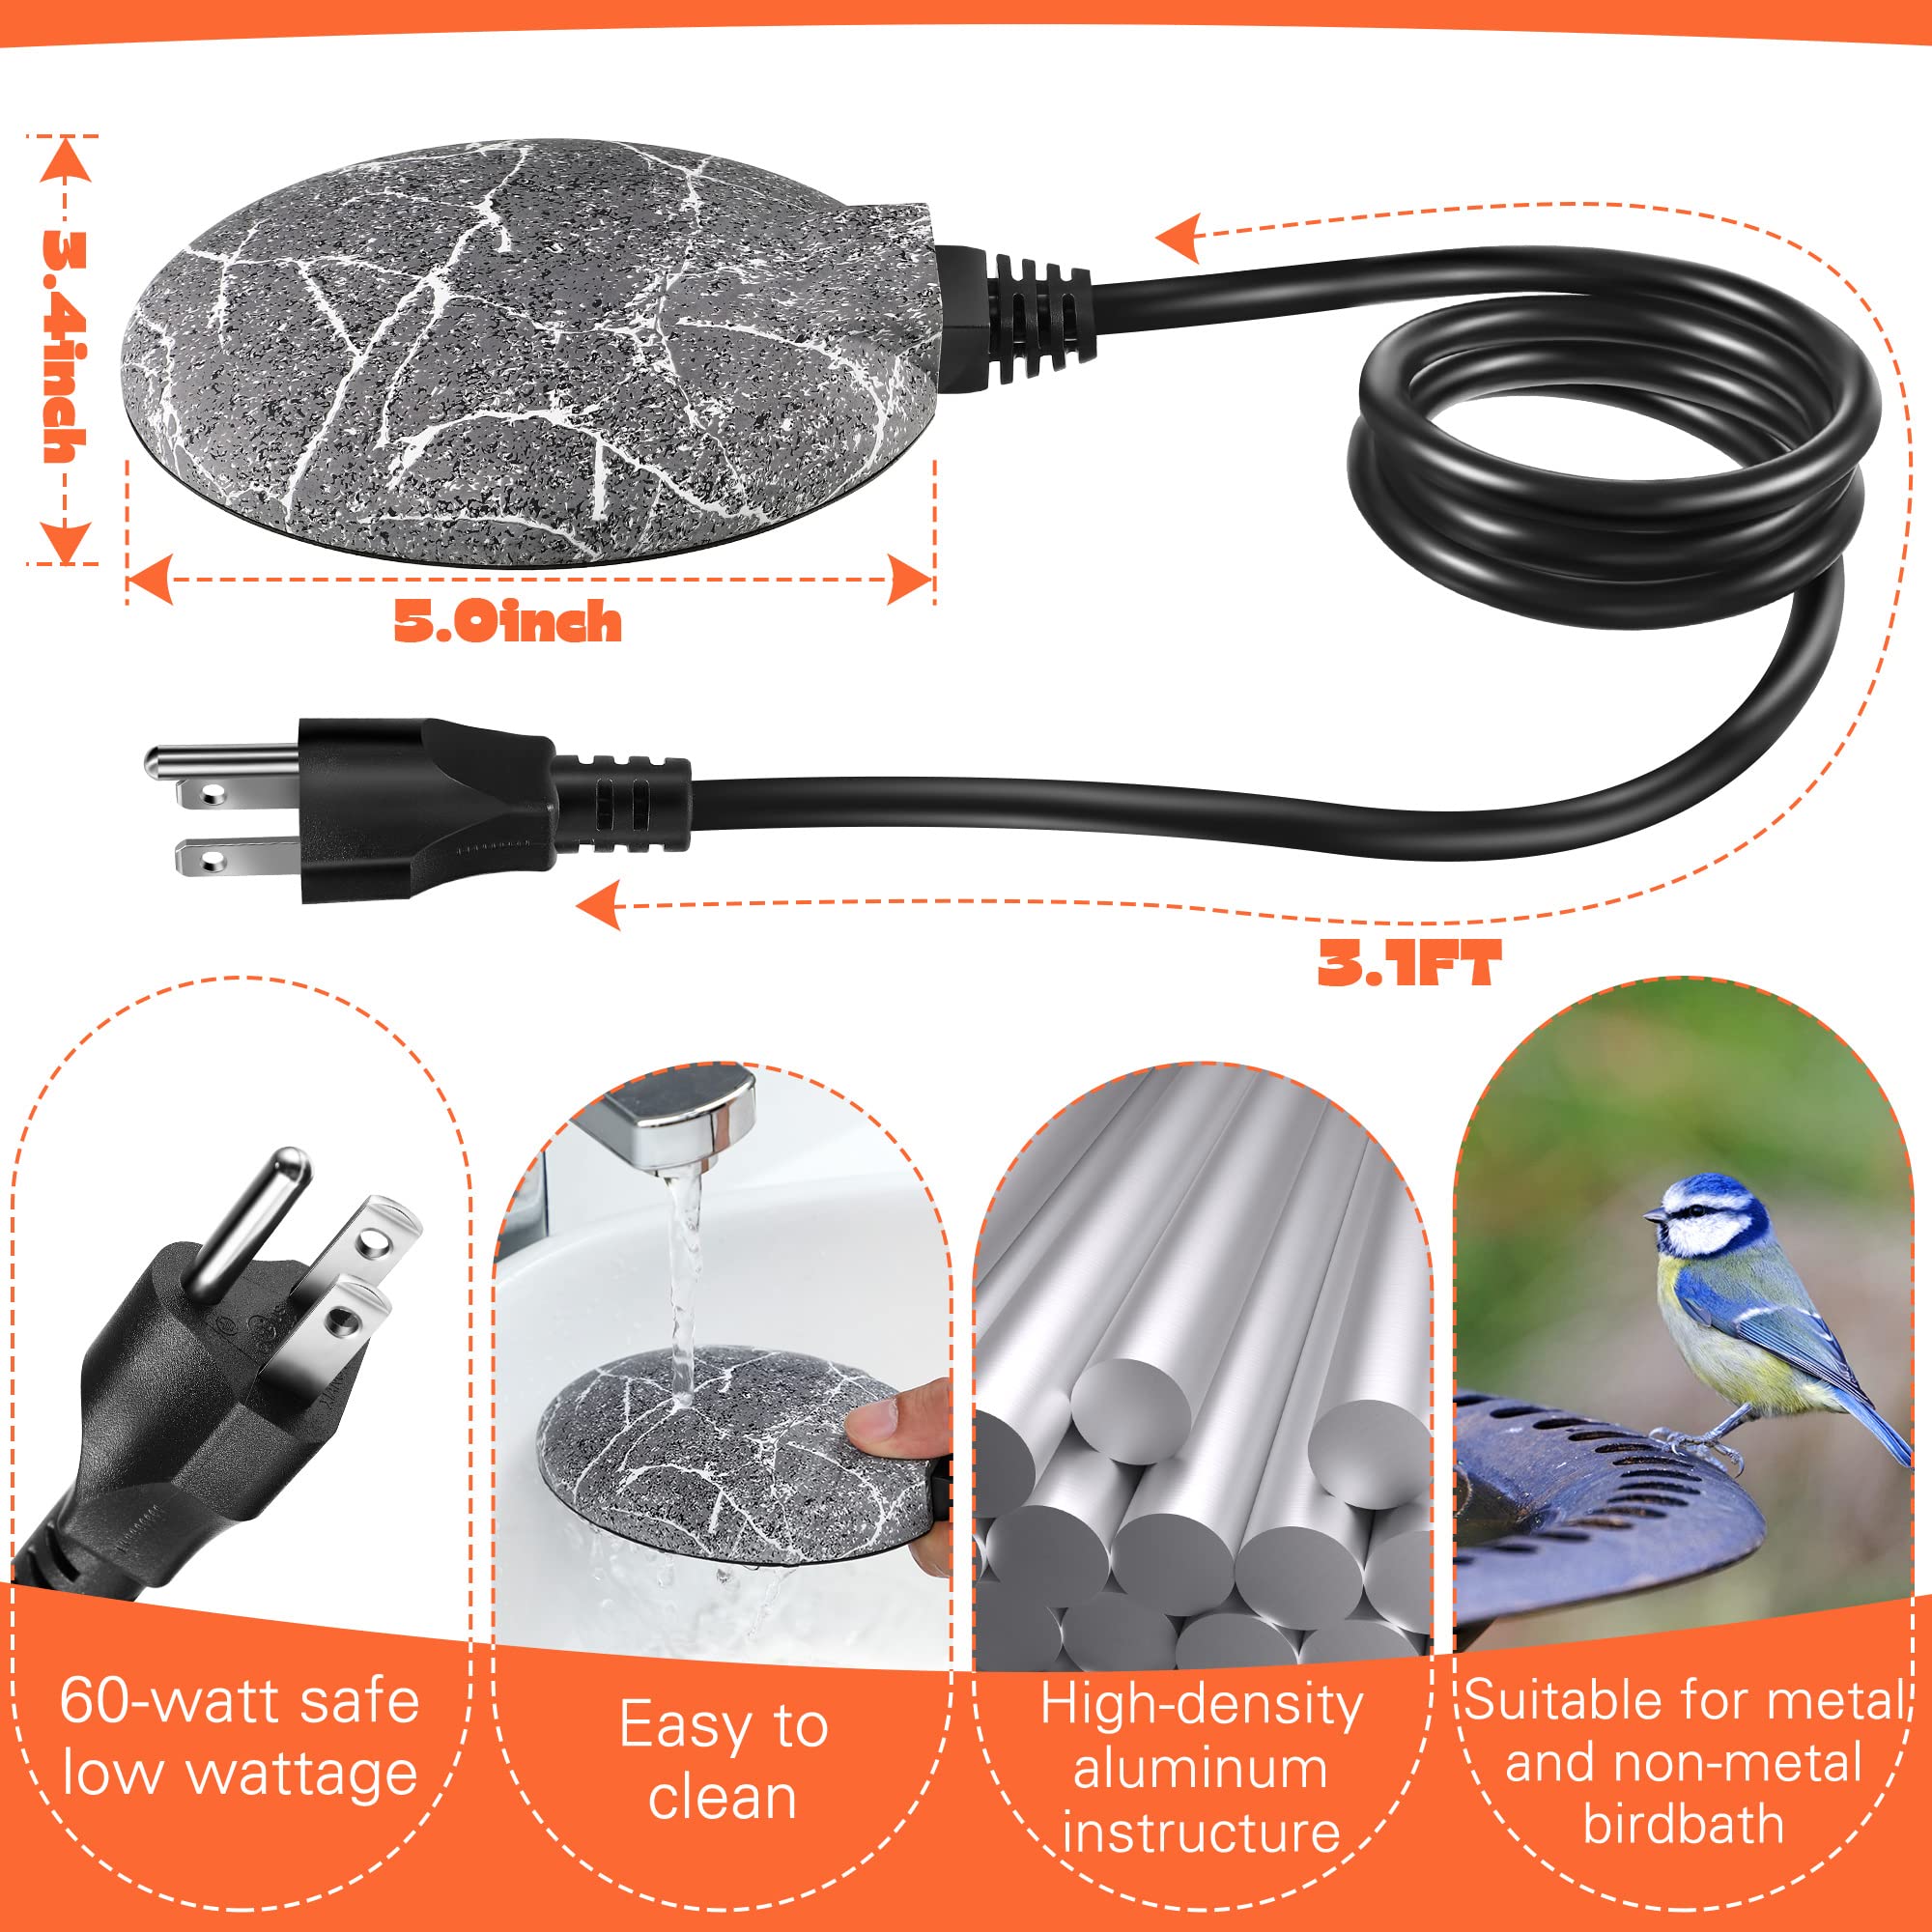 3.4inch
5.0inch
3.1FT
60-watt safe
low wattage
Easy to
clean
High-density
aluminum
instructure
Suitable for metal
and non-metal
birdbath